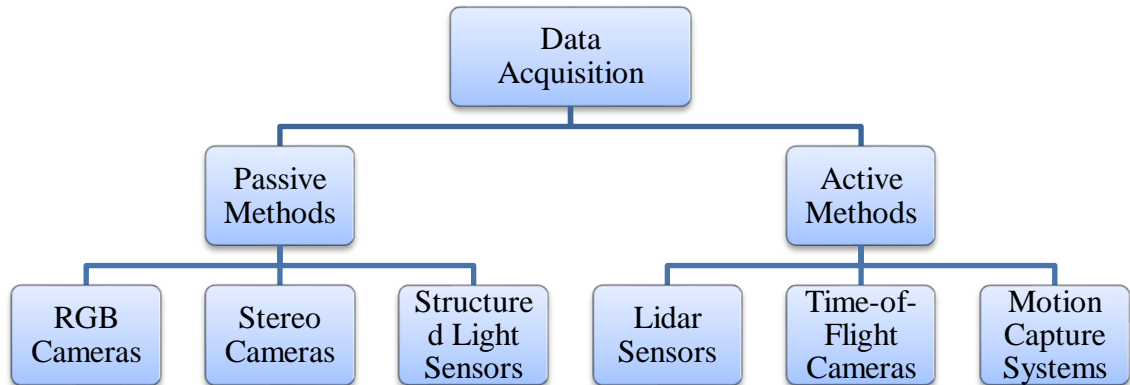 Data
Acquisition
Passive
Methods
Active
Methods
RGB
Cameras
Stereo
Cameras
Structure
d Light
Sensors
Lidar
Sensors
Time-of-
Flight
Cameras
Motion
Capture
Systems